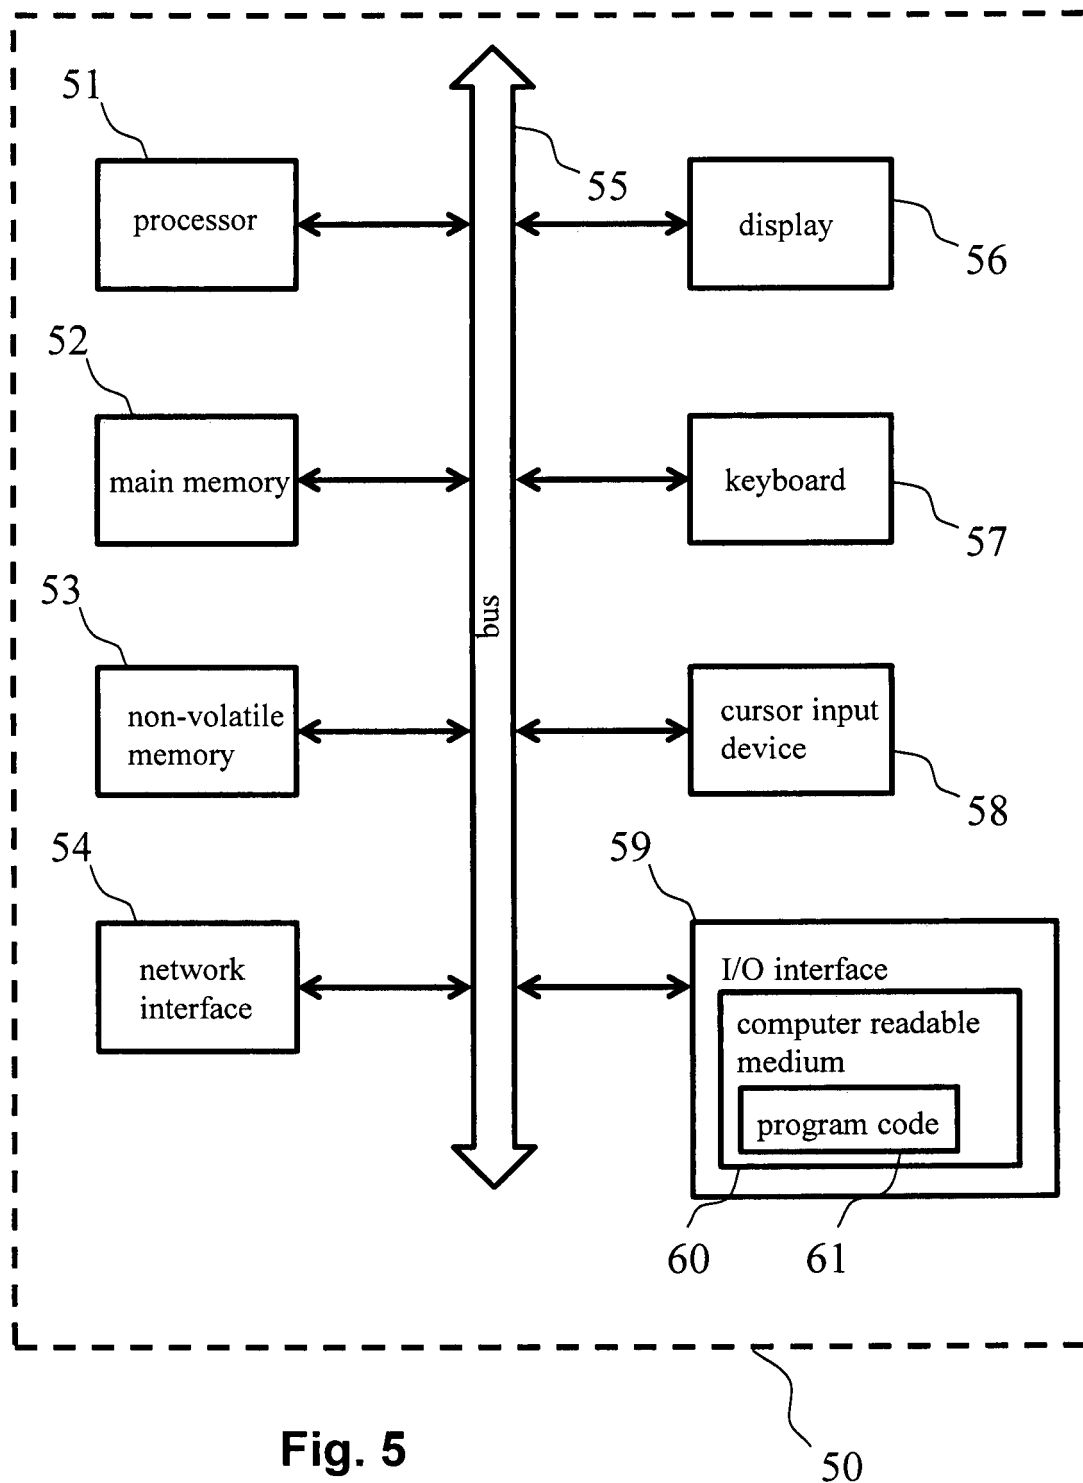 51
processor
55
display
56
52
main memory
keyboard
57
53
bus
non-volatile
memory
cursor input
device
58
54
network
interface
59
I/O interface
computer readable
medium
program code
60
61
50
Fig. 5